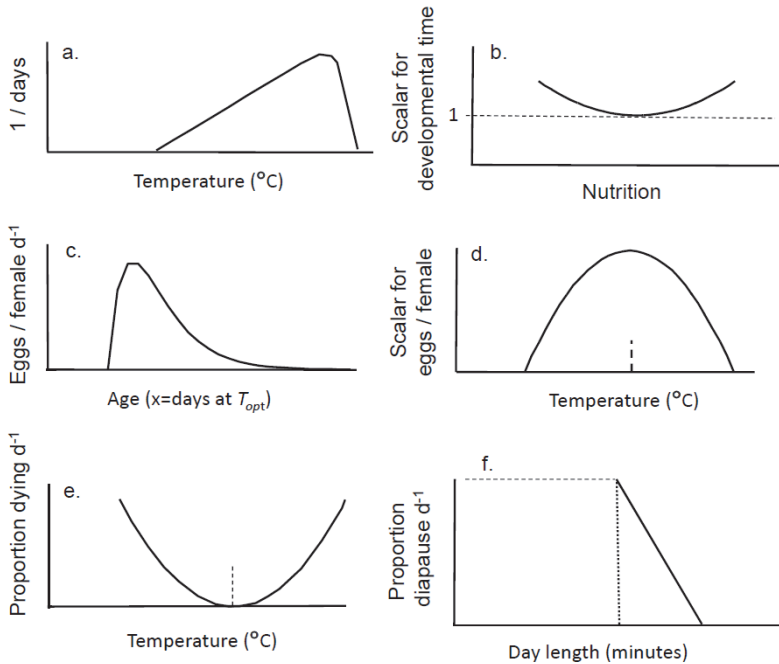 a.
1 / days
Temperature (°C)
b.
Scalar for
developmental time
1
Nutrition
c.
Eggs / female d-1
Age (x=days at Topt)
d.
Scalar for
eggs / female
Temperature (°C)
e.
Proportion dying d-1
Temperature (°C)
f.
Proportion
diapause d-1
Day length (minutes)